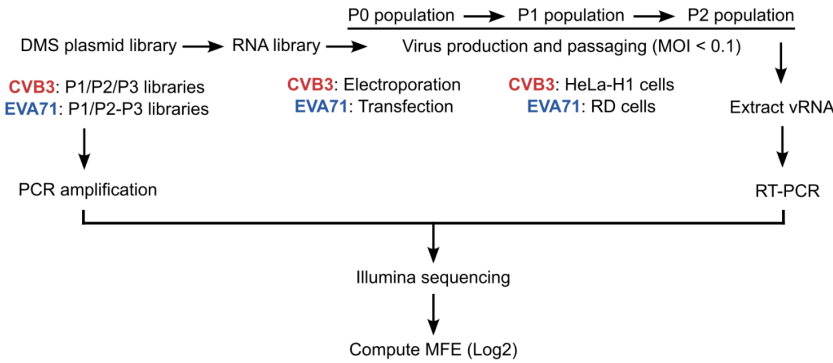 P0 population P1 population P2 population
DMS plasmid library RNA library Virus production and passaging (MOI < 0.1)
CVB3: P1/P2/P3 libraries CVB3: Electroporation CVB3: HeLa-H1 cells
EVA71: P1/P2-P3 libraries EVA71: Transfection EVA71: RD cells Extract vRNA
PCR amplification RT-PCR
Illumina sequencing
Compute MFE (Log2)